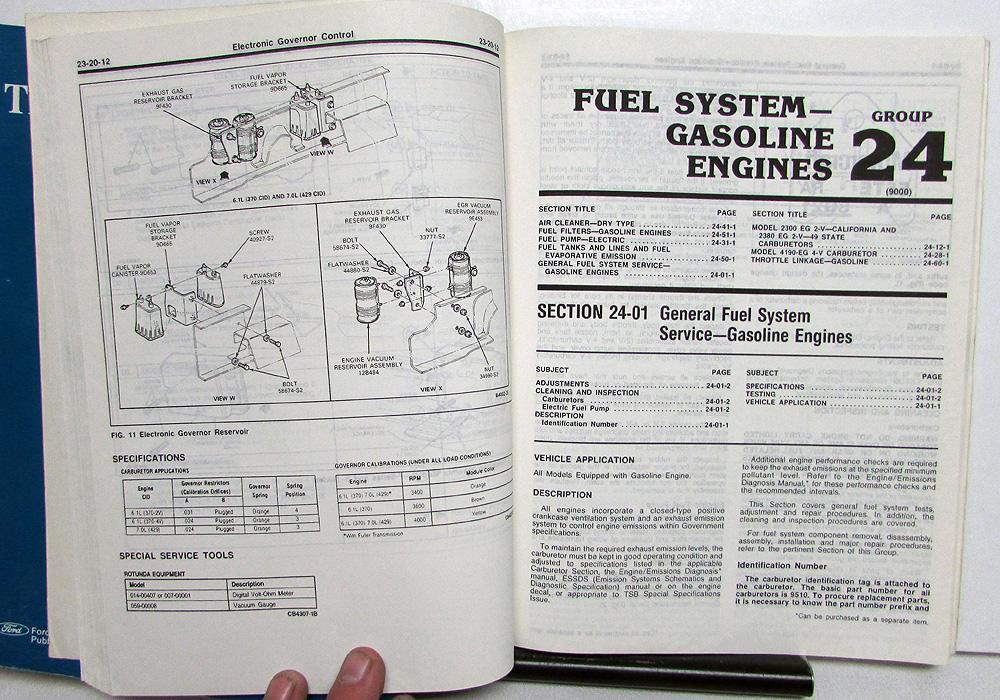 T
Ford
Ford
Publ
23-20-12
Electronic Governor Control
23-20-12
EXHAUST GAS
RESERVOIR BRACKET
9F430
FUEL VAPOR
STORAGE BRACKET
9D665
VIEW W
VIEW X
6.1L (370 CID) AND 7.0L (429 CID)
FUEL VAPOR
STORAGE
BRACKET
9D665
SCREW
40927-S2
FUEL VAPOR
CANISTER-9D653
FLATWASHER
44879-S2
BOLT
58674-S2
VIEW W
EXHAUST GAS
RESERVOIR BRACKET
9F430
EGR VACUUM
RESERVOIR ASSEMBLY
9E453
BOLT
58674-S2
NUT
33777-S2
FLATWASHER
44880-S2
ENGINE VACUUM
RESERVOIR ASSEMBLY
12B484
NUT
34980-S2
VIEW X
FIG. 11 Electronic Governor Reservoir
SPECIFICATIONS
CARBURETOR APPLICATIONS
Engine CID Governor Restrictors (Calibration Orifices) A B Governor Spring Spring Position
6.1L (370-2V) .031 Plugged Orange 4
6.1L (370-4V) .024 Plugged Orange 3
7.0L (429) .024 Plugged Orange 3
GOVERNOR CALIBRATIONS (UNDER ALL LOAD CONDITIONS)
Engine RPM Module Color
6.1L (370) 7.0L (429)* 3400 Orange
6.1L (370) 3600 Brown
6.1L (370) 7.0L (429) 4000 Yellow
*With Fuller Transmission
SPECIAL SERVICE TOOLS
ROTUNDA EQUIPMENT
Model Description
014-00407 or 007-00001 Digital Volt-Ohm Meter
059-00008 Vacuum Gauge
CB4307-1B
FUEL SYSTEM—
GASOLINE
ENGINES
GROUP
24
(9000)
SECTION TITLE PAGE
AIR CLEANER—DRY TYPE 24-41-1
FUEL FILTERS—GASOLINE ENGINES 24-51-1
FUEL PUMP—ELECTRIC 24-31-1
FUEL TANKS AND LINES AND FUEL
EVAPORATIVE EMISSION 24-50-1
GENERAL FUEL SYSTEM SERVICE—
GASOLINE ENGINES 24-01-1
SECTION TITLE PAGE
MODEL 2300 EG 2-V—CALIFORNIA AND
2380 EG 2-V—49 STATE
CARBURETORS 24-12-1
MODEL 4190-EG 4-V CARBURETOR 24-28-1
THROTTLE LINKAGE—GASOLINE 24-60-1
SECTION 24-01 General Fuel System
Service—Gasoline Engines
SUBJECT PAGE
ADJUSTMENTS 24-01-2
CLEANING AND INSPECTION
Carburetors 24-01-2
Electric Fuel Pump 24-01-2
DESCRIPTION
Identification Number 24-01-1
SUBJECT PAGE
SPECIFICATIONS 24-01-2
TESTING 24-01-2
VEHICLE APPLICATION 24-01-1
VEHICLE APPLICATION
All Models Equipped with Gasoline Engine.
DESCRIPTION
All engines incorporate a closed-type positive
crankcase ventilation system and an exhaust emission
system to control engine emissions within Government
specifications.
To maintain the required exhaust emission levels, the
carburetor must be kept in good operating condition and
adjusted to specifications listed in the applicable
Carburetor Section, the Engine/Emissions Diagnosis*
manual, ESSDS (Emission Systems Schematics and
Diagnostic Specification) manual or on the engine
decal, or appropriate to TSB Special Specifications
Issue.
Additional engine performance checks are required
to keep the exhaust emissions at the specified minimum
pollutant level. Refer to the Engine/Emissions
Diagnosis Manual,* for these performance checks and
the recommended intervals.
This Section covers general fuel system tests,
adjustment and repair procedures. In addition, the
cleaning and inspection procedures are covered.
For fuel system component removal, disassembly,
assembly, installation and major repair procedures,
refer to the pertinent Section of this Group.
Identification Number
The carburetor identification tag is attached to
the carburetor. The basic part number for all
carburetors is 9510. To procure replacement parts,
it is necessary to know the part number prefix and
*Can be purchased as a separate item.